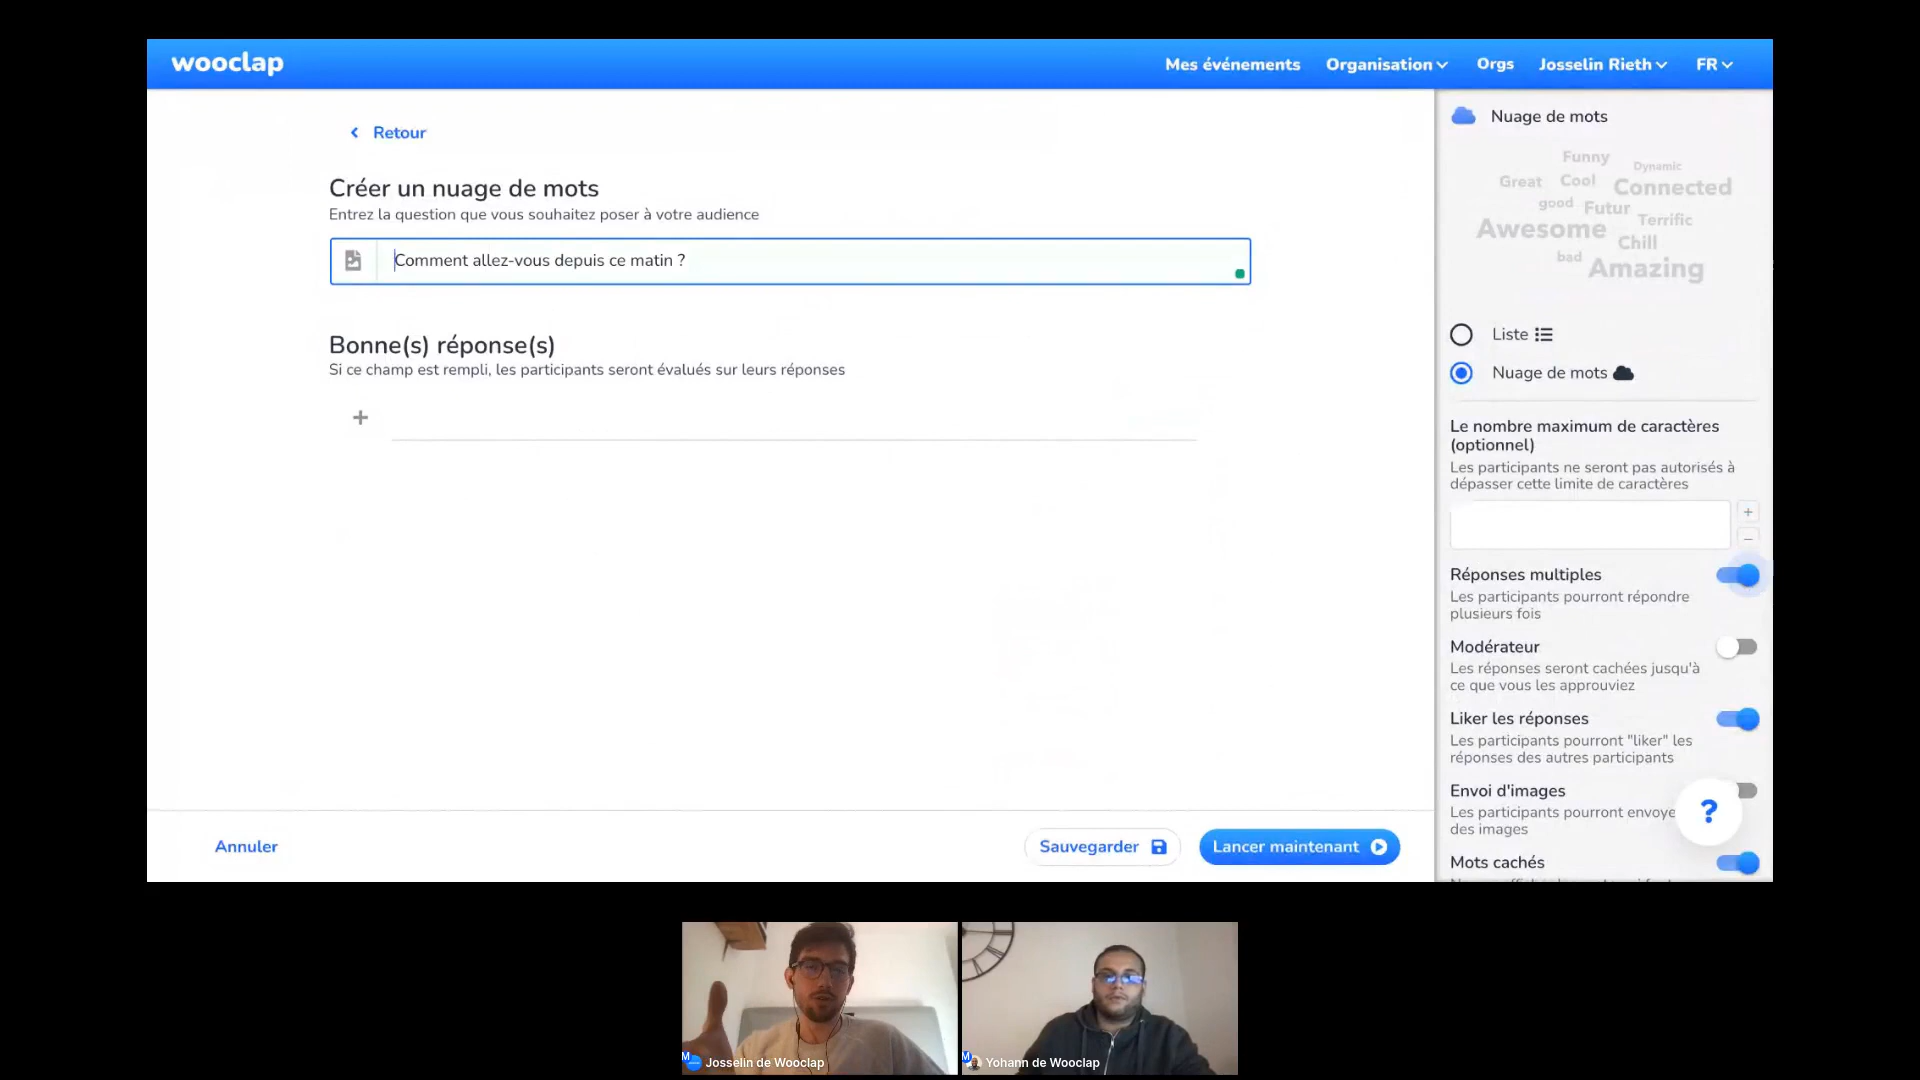 wooclap
Mes événements Organisation Orgs Josselin Rieth FR
Retour
Créer un nuage de mots
Entrez la question que vous souhaitez poser à votre audience
Comment allez-vous depuis ce matin ?
Bonne(s) réponse(s)
Si ce champ est rempli, les participants seront évalués sur leurs réponses
+
Annuler
Sauvegarder
Lancer maintenant
Nuage de mots
Funny
Dynamic
Great Cool Connected
good Futur Terrific
Awesome Chill
bad Amazing
Liste
Nuage de mots
Le nombre maximum de caractères
(optionnel)
Les participants ne seront pas autorisés à
dépasser cette limite de caractères
+
−
Réponses multiples
Les participants pourront répondre
plusieurs fois
Modérateur
Les réponses seront cachées jusqu'à
ce que vous les approuviez
Liker les réponses
Les participants pourront "liker" les
réponses des autres participants
Envoi d'images
Les participants pourront envoye
des images
?
Mots cachés
M Josselin de Wooclap
M Yohann de Wooclap